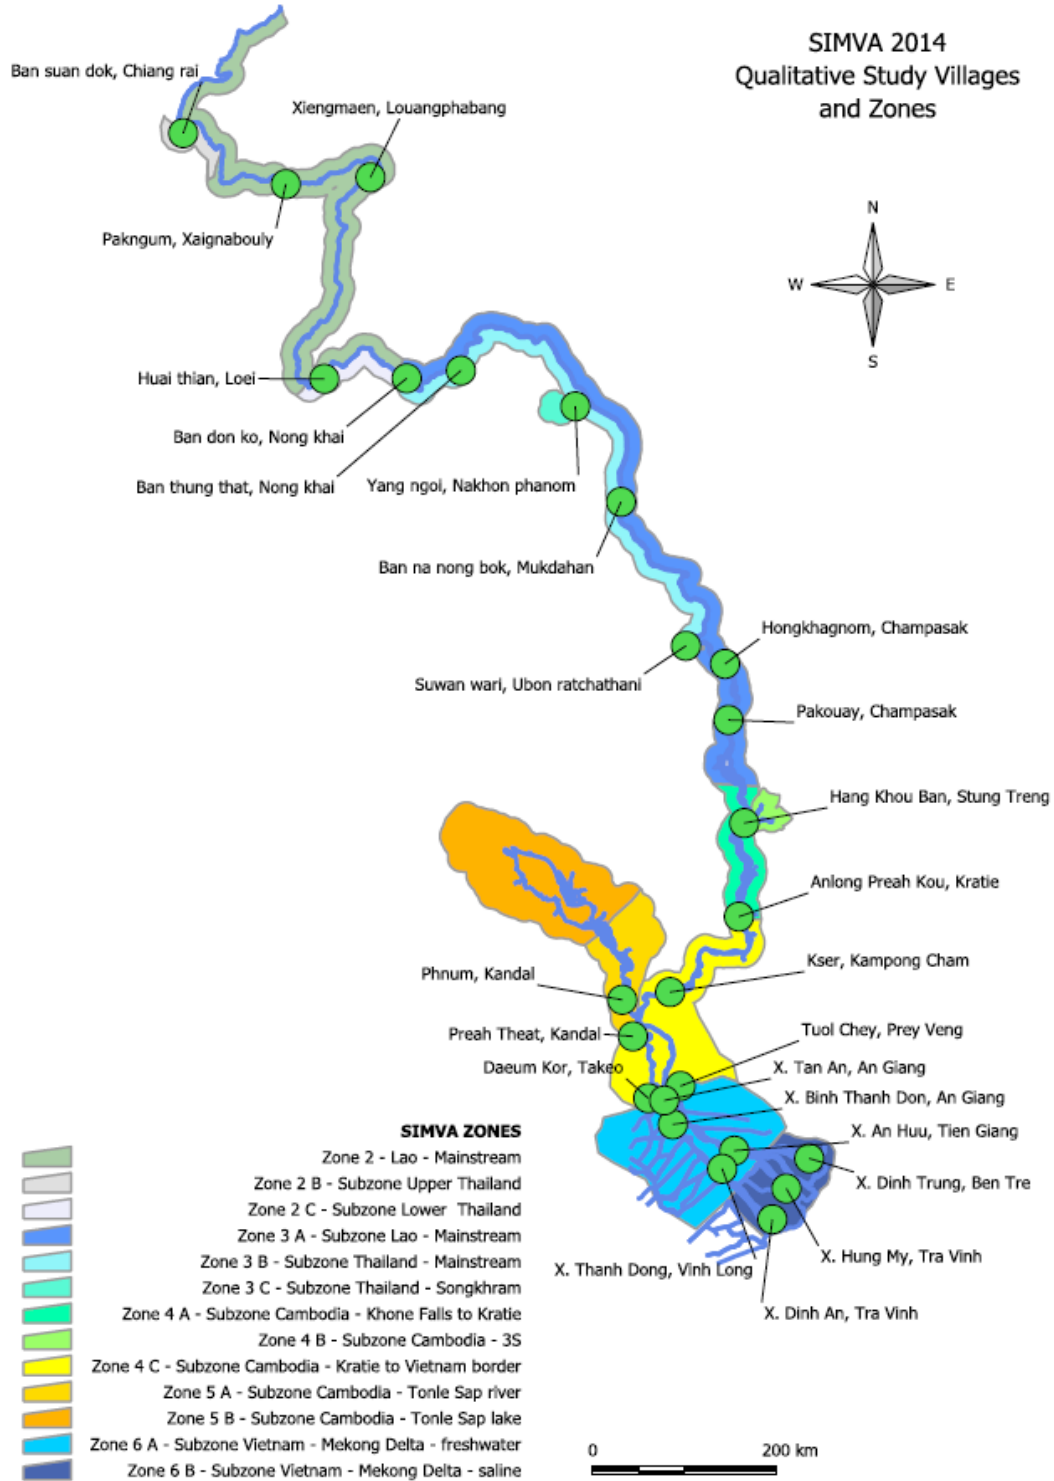 SIMVA 2014
Qualitative Study Villages
and Zones
Ban suan dok, Chiang rai
Xiengmaen, Louangphabang
Pakngum, Xaignabouly
N
W
E
S
Huai thian, Loei
Ban don ko, Nong khai
Ban thung that, Nong khai
Yang ngoi, Nakhon phanom
Ban na nong bok, Mukdahan
Hongkhagnom, Champasak
Suwan wari, Ubon ratchathani
Pakouay, Champasak
Hang Khou Ban, Stung Treng
Anlong Preah Kou, Kratie
Kser, Kampong Cham
Phnum, Kandal
Tuol Chey, Prey Veng
Preah Theat, Kandal
Daeum Kor, Takeo
X. Tan An, An Giang
X. Binh Thanh Don, An Giang
X. An Huu, Tien Giang
X. Dinh Trung, Ben Tre
X. Hung My, Tra Vinh
X. Thanh Dong, Vinh Long
X. Dinh An, Tra Vinh
SIMVA ZONES
Zone 2 - Lao - Mainstream
Zone 2 B - Subzone Upper Thailand
Zone 2 C - Subzone Lower Thailand
Zone 3 A - Subzone Lao - Mainstream
Zone 3 B - Subzone Thailand - Mainstream
Zone 3 C - Subzone Thailand - Songkhram
Zone 4 A - Subzone Cambodia - Khone Falls to Kratie
Zone 4 B - Subzone Cambodia - 3S
Zone 4 C - Subzone Cambodia - Kratie to Vietnam border
Zone 5 A - Subzone Cambodia - Tonle Sap river
Zone 5 B - Subzone Cambodia - Tonle Sap lake
Zone 6 A - Subzone Vietnam - Mekong Delta - freshwater
Zone 6 B - Subzone Vietnam - Mekong Delta - saline
0 200 km